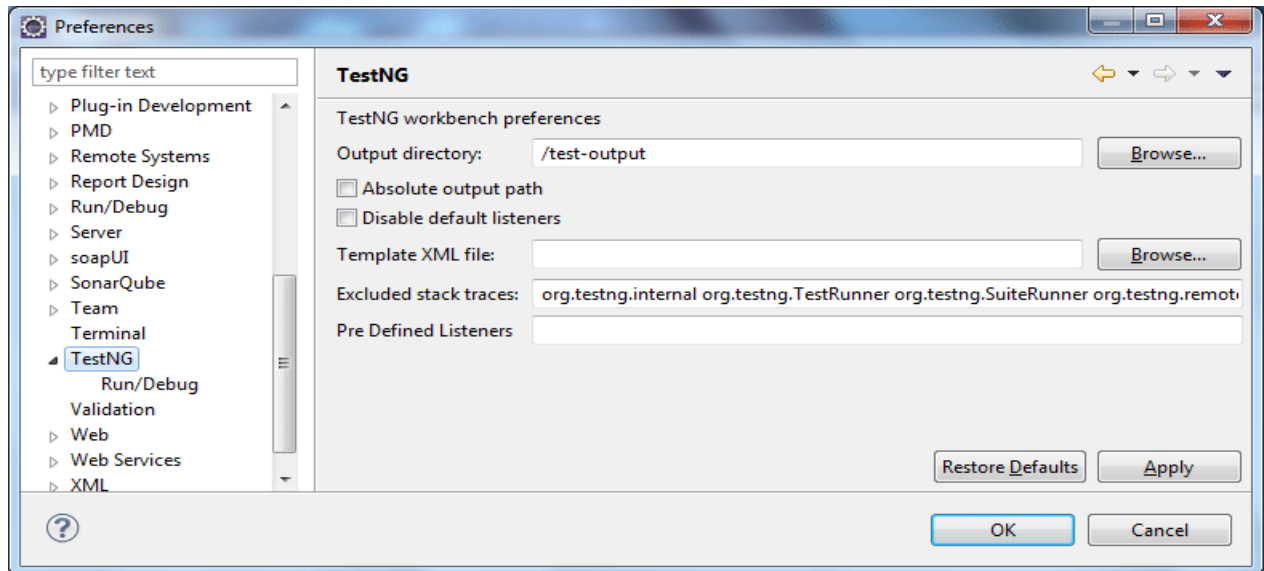 Preferences
type filter text
Plug-in Development
PMD
Remote Systems
Report Design
Run/Debug
Server
soapUI
SonarQube
Team
Terminal
TestNG
Run/Debug
Validation
Web
Web Services
XML
TestNG
TestNG workbench preferences
Output directory: /test-output Browse...
Absolute output path
Disable default listeners
Template XML file: Browse...
Excluded stack traces: org.testng.internal org.testng.TestRunner org.testng.SuiteRunner org.testng.remot
Pre Defined Listeners
Restore Defaults Apply
OK Cancel